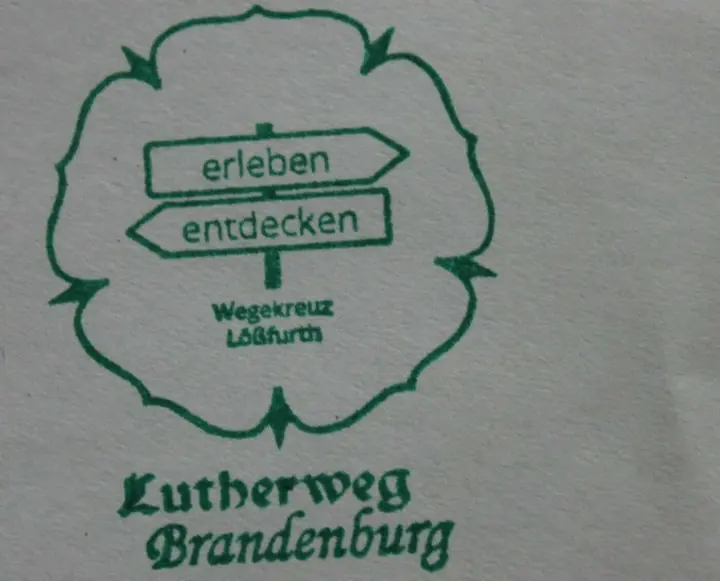 erleben
entdecken
Wegekreuz
Lößfurth
Lutherweg
Brandenburg